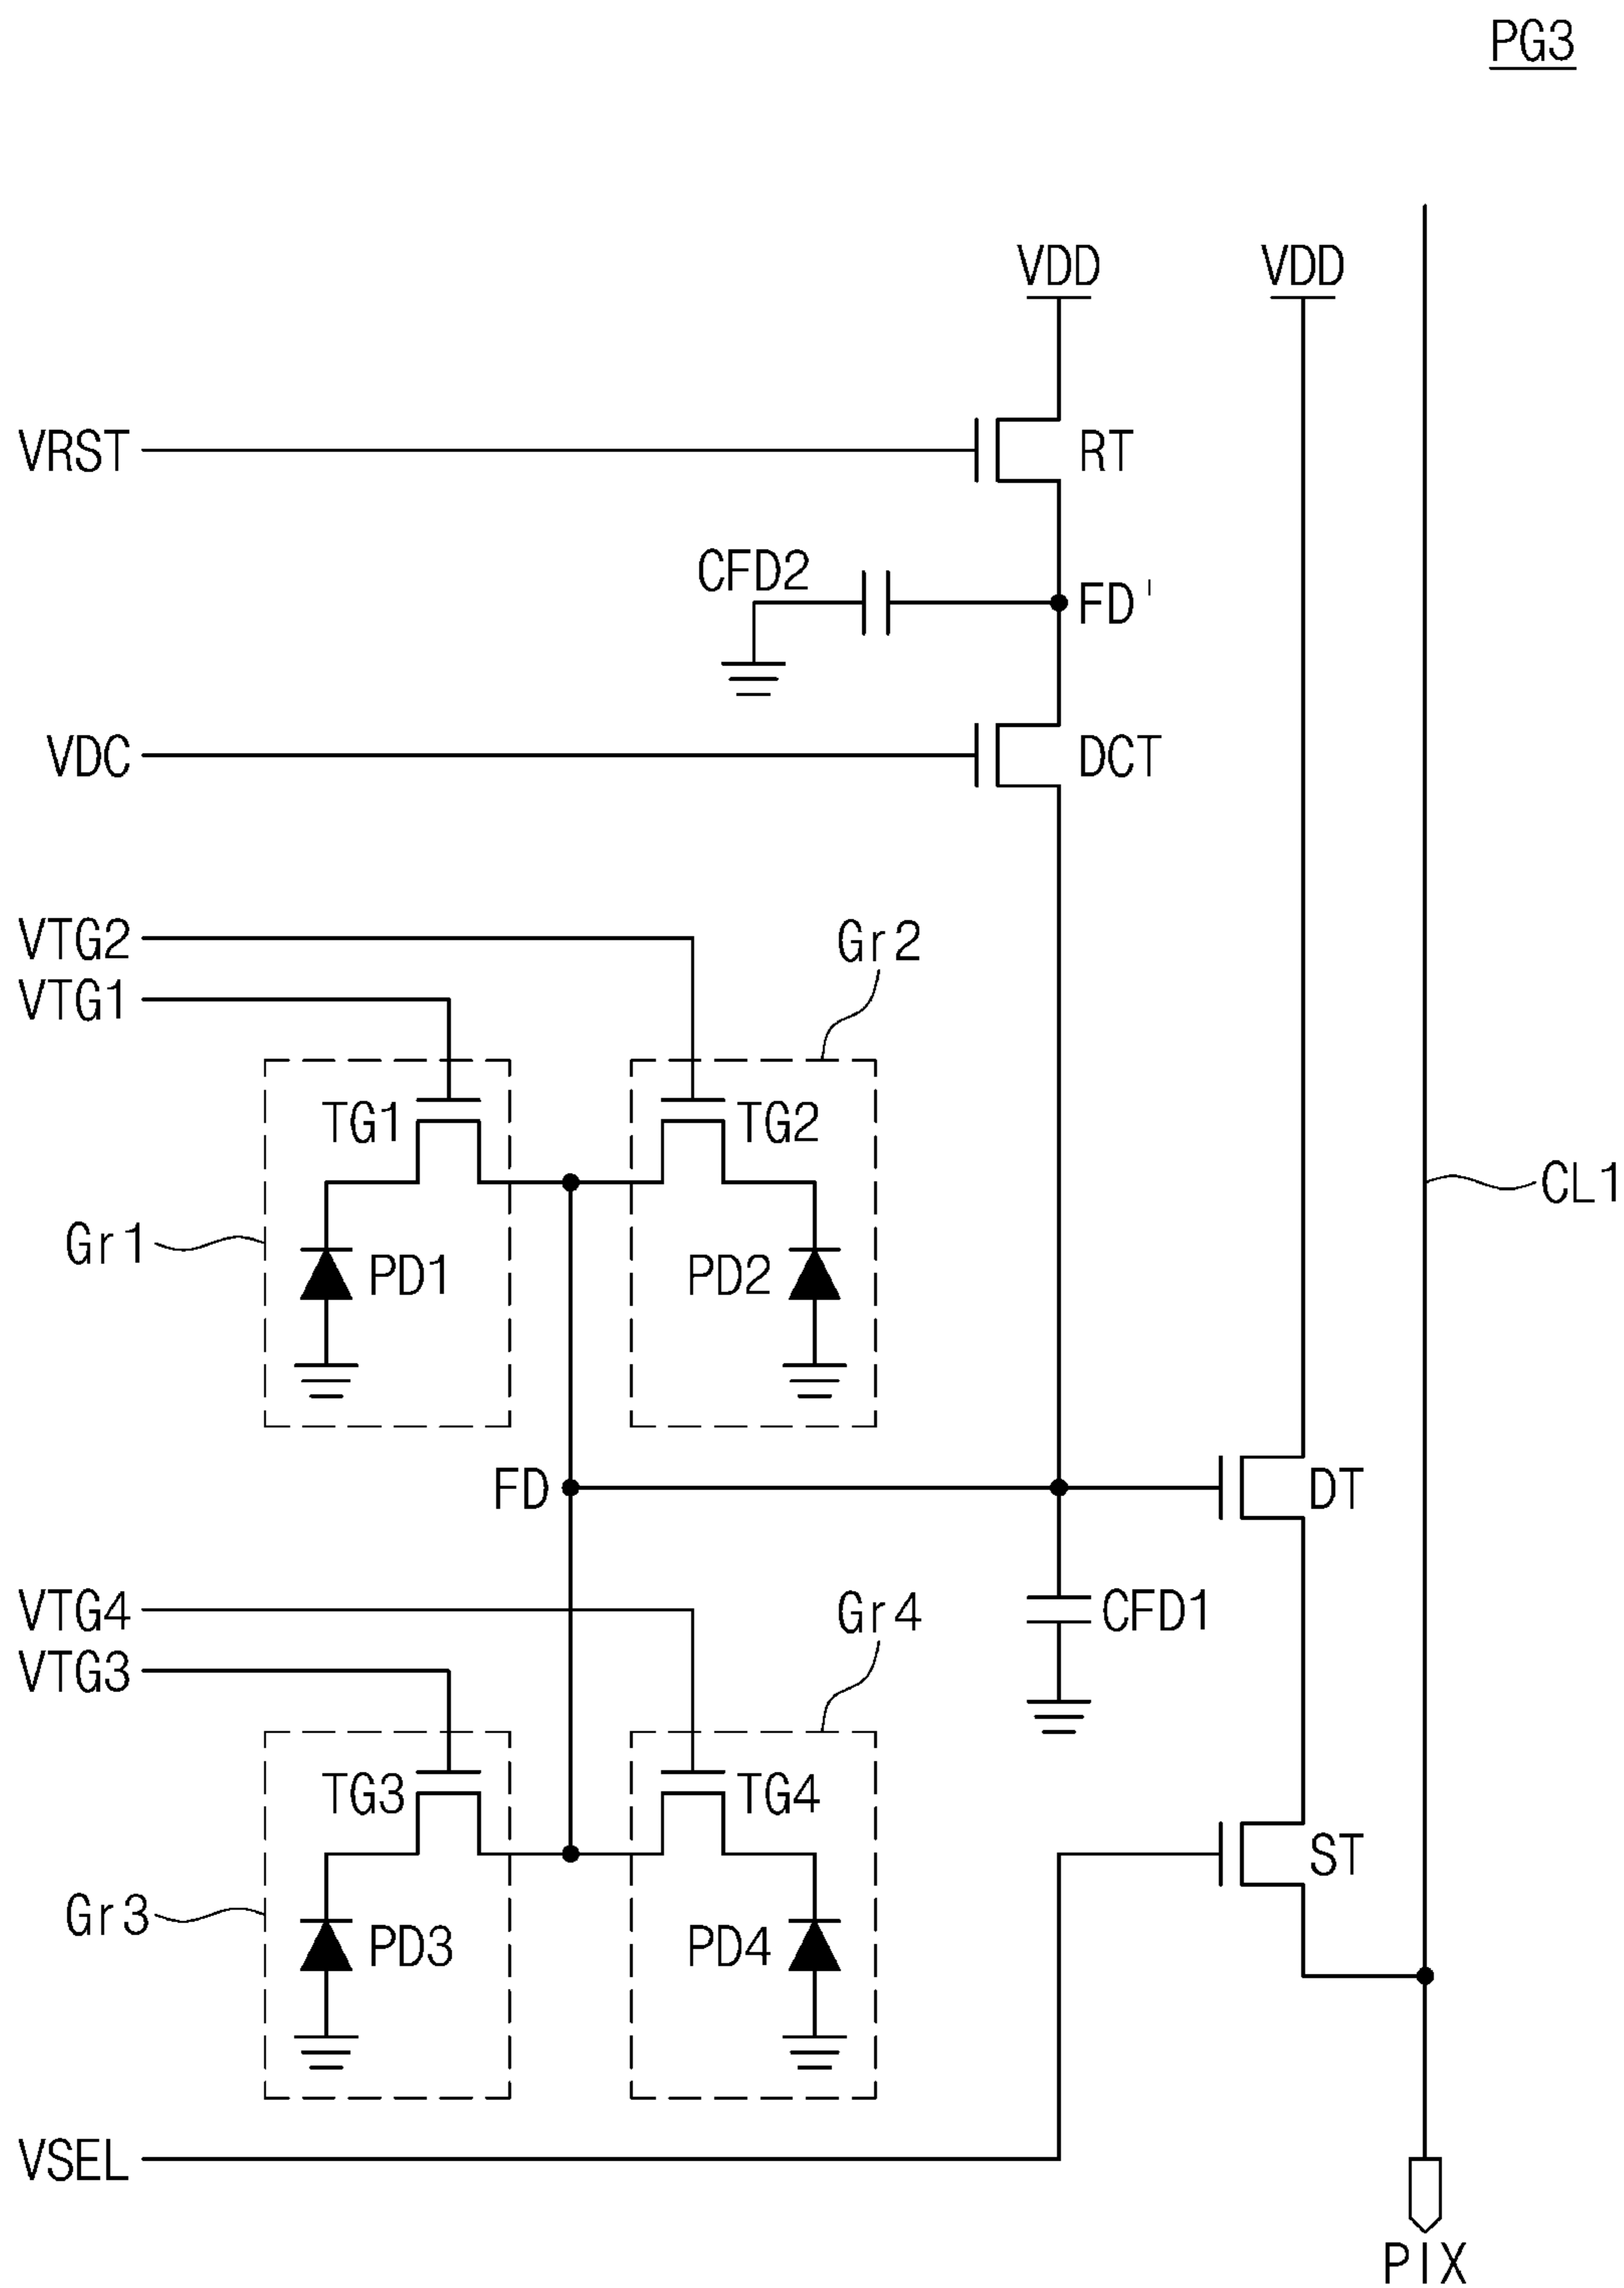 PG3
VDD
VDD
VRST
RT
CFD2
FD'
VDC
DCT
VTG2
Gr2
VTG1
TG1
TG2
CL1
Gr1
PD1
PD2
FD
DT
VTG4
Gr4
CFD1
VTG3
TG3
TG4
ST
Gr3
PD3
PD4
VSEL
PIX